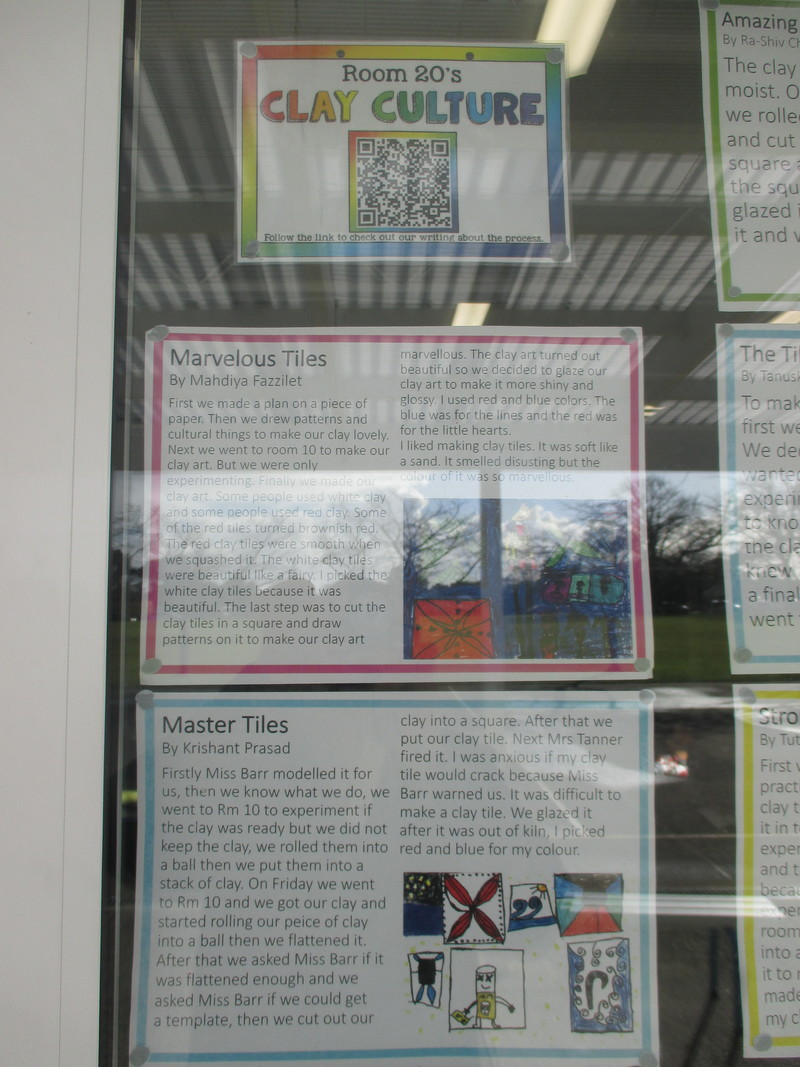 Room 20's
CLAY CULTURE
Follow the link to check out our writing about the process.
Marvelous Tiles
By Mahdiya Fazzilet
First we made a plan on a piece of
paper. Then we drew patterns and
cultural things to make our clay lovely.
Next we went to room 10 to make our
clay art. But we were only
experimenting. Finally we made our
clay art. Some people used white clay
and some people used red clay. Some
of the red tiles turned brownish red.
The red clay tiles were smooth when
we squashed it. The white clay tiles
were beautiful like a fairy. I picked the
white clay tiles because it was
beautiful. The last step was to cut the
clay tiles in a square and draw
patterns on it to make our clay art
marvellous. The clay art turned out
beautiful so we decided to glaze our
clay art to make it more shiny and
glossy. I used red and blue colors. The
blue was for the lines and the red was
for the little hearts.
I liked making clay tiles. It was soft like
a sand. It smelled disusting but the
colour of it was so marvellous.
Master Tiles
By Krishant Prasad
Firstly Miss Barr modelled it for
us, then we know what we do, we
went to Rm 10 to experiment if
the clay was ready but we did not
keep the clay, we rolled them into
a ball then we put them into a
stack of clay. On Friday we went
to Rm 10 and we got our clay and
started rolling our peice of clay
into a ball then we flattened it.
After that we asked Miss Barr if it
was flattened enough and we
asked Miss Barr if we could get
a template, then we cut out our
clay into a square. After that we
put our clay tile. Next Mrs Tanner
fired it. I was anxious if my clay
tile would crack because Miss
Barr warned us. It was difficult to
make a clay tile. We glazed it
after it was out of kiln, I picked
red and blue for my colour.
Amazing
By Ra-Shiv
The clay
moist.
we rolle
and cut
square
the squ
glazed
it and
The
By Tanus
To mak
first we
We de
wanted
experi
to kno
the cla
knew
a final
went
Stro
By Tut
First
pract
clay t
it in t
exper
and t
beca
exper
room
into a
it to
made
my c